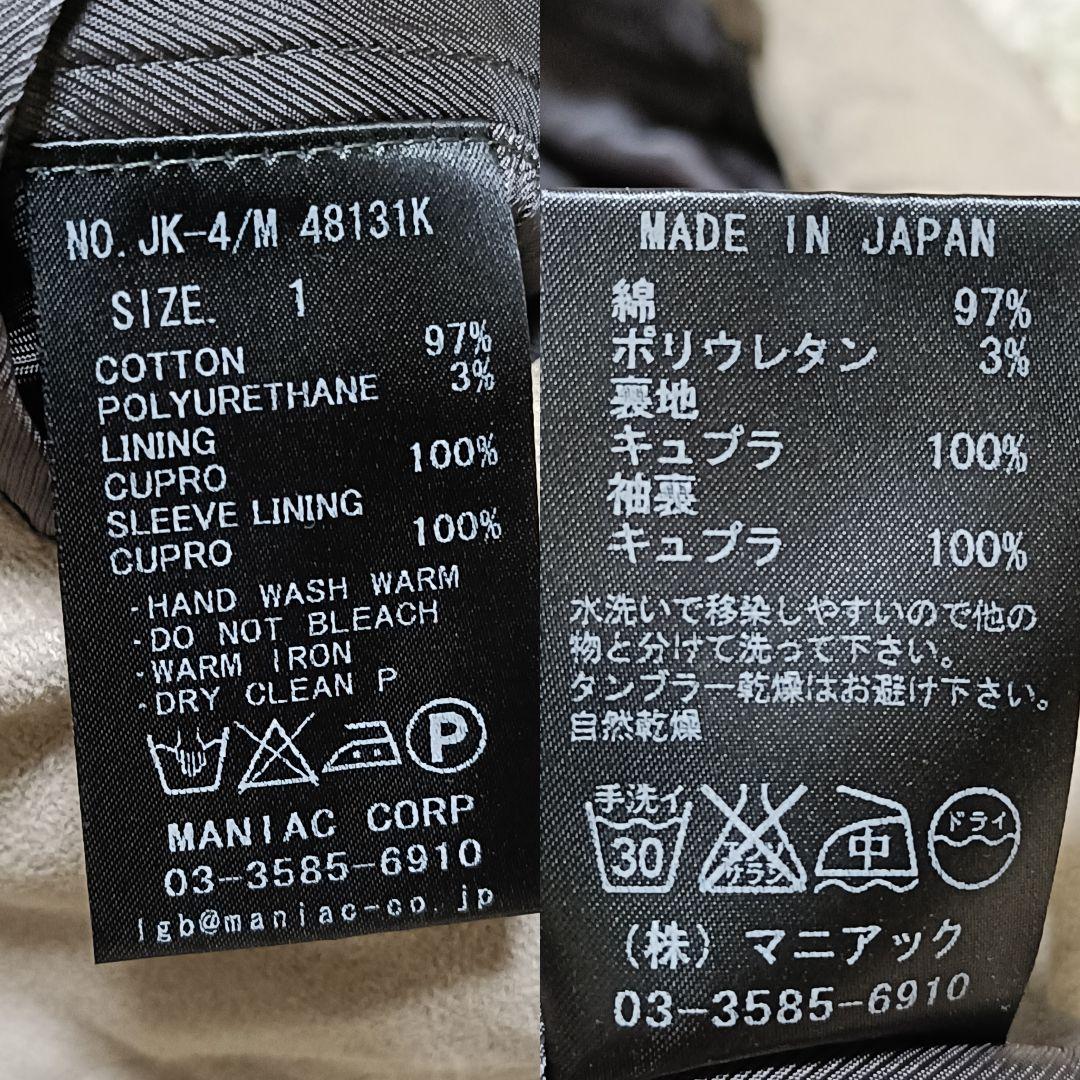 NO. JK-4/M 48131K
SIZE. 1
COTTON 97%
POLYURETHANE 3%
LINING
CUPRO 100%
SLEEVE LINING
CUPRO 100%
・HAND WASH WARM
・DO NOT BLEACH
・WARM IRON
・DRY CLEAN P
P
MANIAC CORP
03-3585-6910
lgb@maniac-co.jp
MADE IN JAPAN
綿 97%
ポリウレタン 3%
裏地
キュプラ 100%
袖裏
キュプラ 100%
水洗いで移染しやすいので他の
物と分けて洗って下さい。
タンブラー乾燥はお避け下さい。
自然乾燥
手洗イ
30
エンソ
サラシ
中
ドライ
(株) マニアック
03-3585-6910